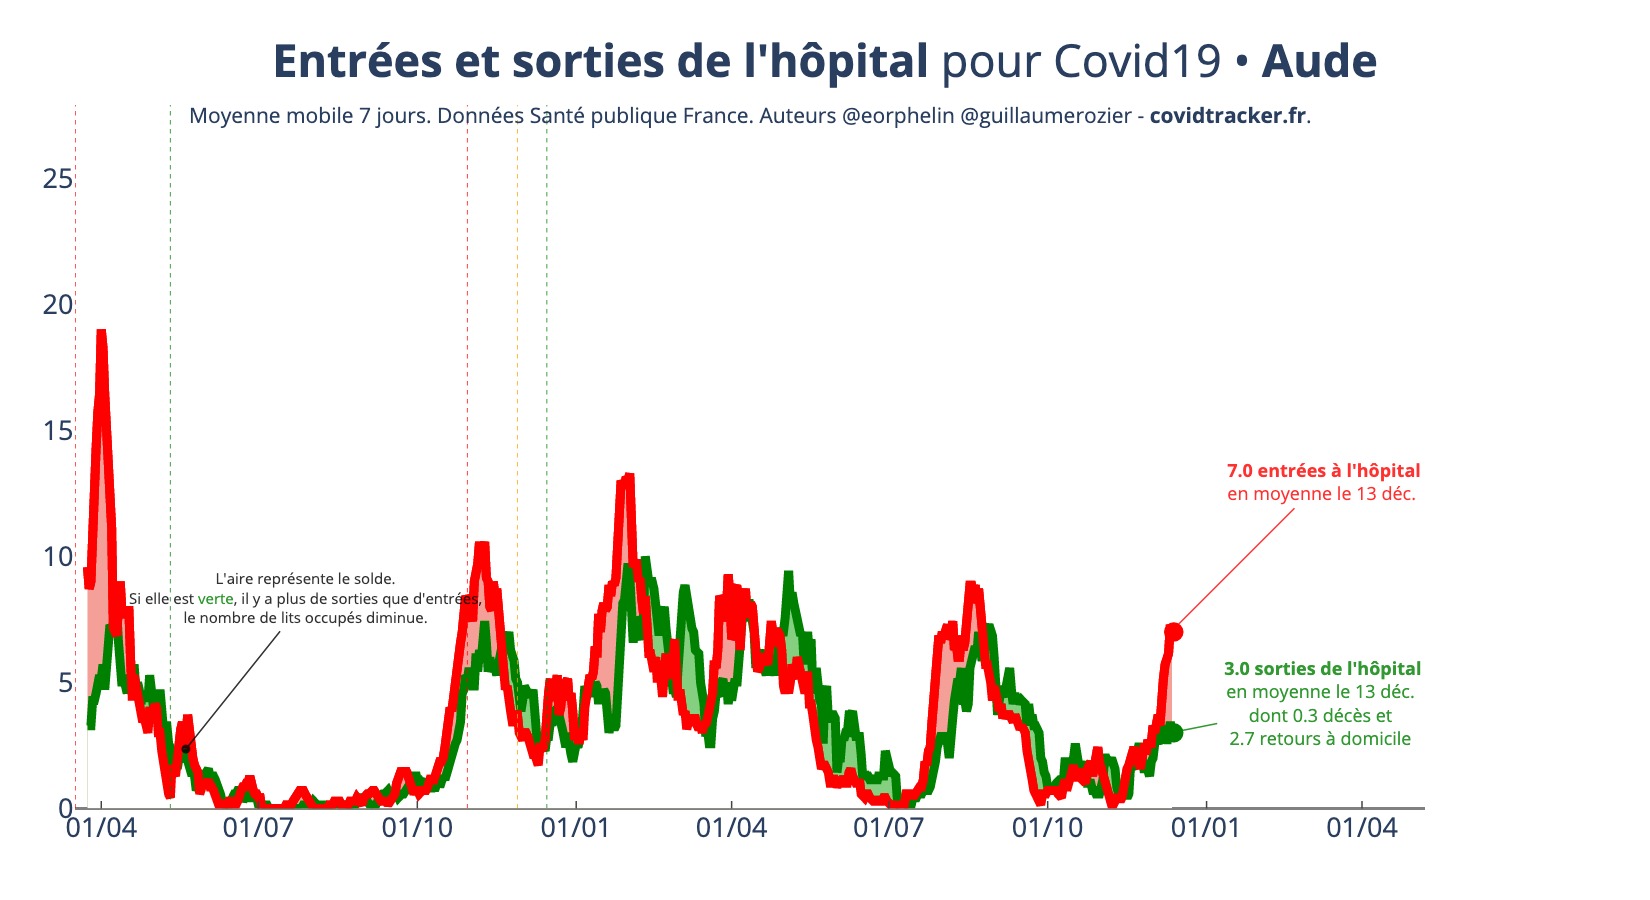 Entrées et sorties de l'hôpital pour Covid19 • Aude
Moyenne mobile 7 jours. Données Santé publique France. Auteurs @eorphelin @guillaumerozier - covidtracker.fr.
25
20
15
10
5
0
L'aire représente le solde.
Si elle est verte, il y a plus de sorties que d'entrées,
le nombre de lits occupés diminue.
7.0 entrées à l'hôpital
en moyenne le 13 déc.
3.0 sorties de l'hôpital
en moyenne le 13 déc.
dont 0.3 décès et
2.7 retours à domicile
01/04
01/07
01/10
01/01
01/04
01/07
01/10
01/01
01/04